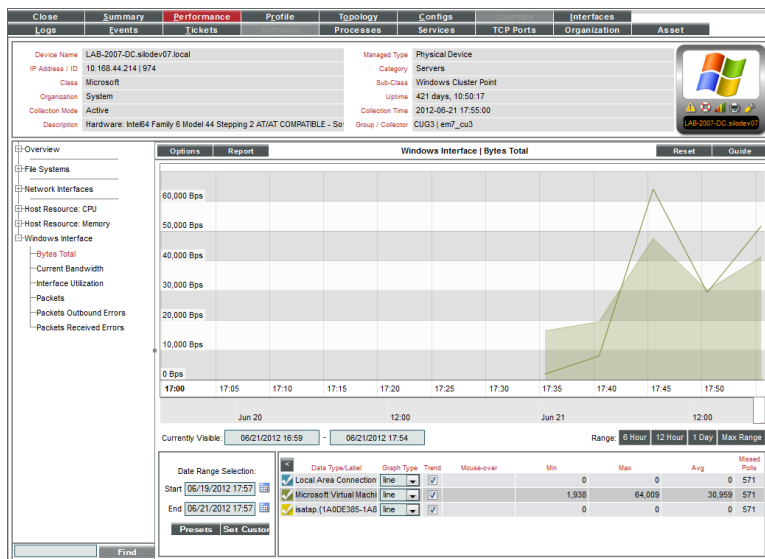 Close Summary Performance Profile Topology Configs Journals Interfaces
Logs Events Tickets Software Processes Services TCP Ports Organization Asset
Device Name LAB-2007-DC.silodev07.local Managed Type Physical Device
IP Address / ID 10.168.44.214 | 974 Category Servers
Class Microsoft Sub-Class Windows Cluster Point
Organization System Uptime 421 days, 10:50:17
Collection Mode Active Collection Time 2012-06-21 17:55:00
Description Hardware: Intel64 Family 6 Model 44 Stepping 2 AT/AT COMPATIBLE - Sof Group / Collector CUG3 | em7_cu3
LAB-2007-DC.silodev07
Overview
File Systems
Network Interfaces
Host Resource: CPU
Host Resource: Memory
Windows Interface
Bytes Total
Current Bandwidth
Interface Utilization
Packets
Packets Outbound Errors
Packets Received Errors
Find
Options Report Windows Interface | Bytes Total Reset Guide
60,000 Bps
50,000 Bps
40,000 Bps
30,000 Bps
20,000 Bps
10,000 Bps
0 Bps
17:00 17:05 17:10 17:15 17:20 17:25 17:30 17:35 17:40 17:45 17:50
Jun 20 12:00 Jun 21 12:00
Currently Visible: 06/21/2012 16:59 - 06/21/2012 17:54 Range: 6 Hour 12 Hour 1 Day Max Range
Date Range Selection:
Start 06/19/2012 17:57
End 06/21/2012 17:57
Presets Set Custor
< Data Type/Label Graph Type Trend Mouse-over Min Max Avg Missed Polls
Local Area Connection line 0 0 0 571
Microsoft Virtual Machi line 1,938 64,009 30,959 571
isatap.{1A0DE385-1A8 line 0 0 0 571